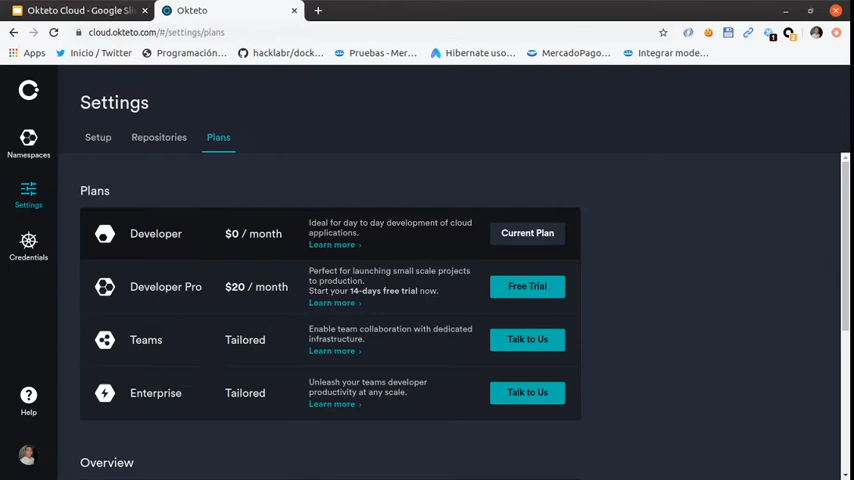 Okteto Cloud - Google Sli
Okteto
cloud.okteto.com/#/settings/plans
Apps
Inicio / Twitter
Programación...
hacklabr/dock...
Pruebas - Mer...
Hibernate uso...
MercadoPago...
Integrar mode...
1
2
Settings
Setup
Repositories
Plans
Namespaces
Settings
Credentials
Help
Plans
Developer
$0 / month
Ideal for day to day development of cloud
applications.
Learn more ›
Current Plan
Developer Pro
$20 / month
Perfect for launching small scale projects
to production.
Start your 14-days free trial now.
Learn more ›
Free Trial
Teams
Tailored
Enable team collaboration with dedicated
infrastructure.
Learn more ›
Talk to Us
Enterprise
Tailored
Unleash your teams developer
productivity at any scale.
Learn more ›
Talk to Us
Overview